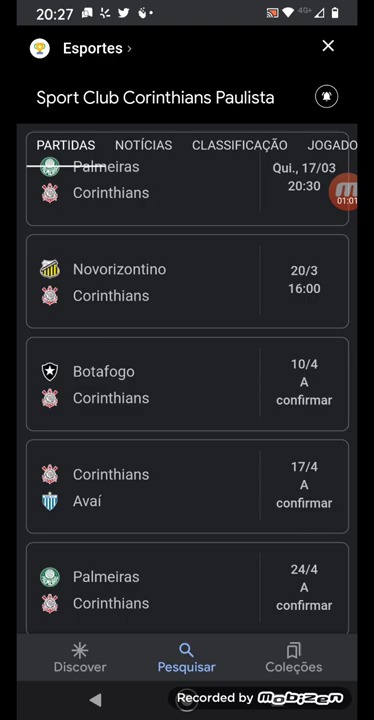 20:27
4G+
Esportes ›
Sport Club Corinthians Paulista
PARTIDAS NOTÍCIAS CLASSIFICAÇÃO JOGADO
Palmeiras
Corinthians
Qui., 17/03
20:30
01:01
Novorizontino
Corinthians
20/3
16:00
Botafogo
Corinthians
10/4
A
confirmar
Corinthians
Avaí
17/4
A
confirmar
Palmeiras
Corinthians
24/4
A
confirmar
Discover Pesquisar Coleções
Recorded by mobizen